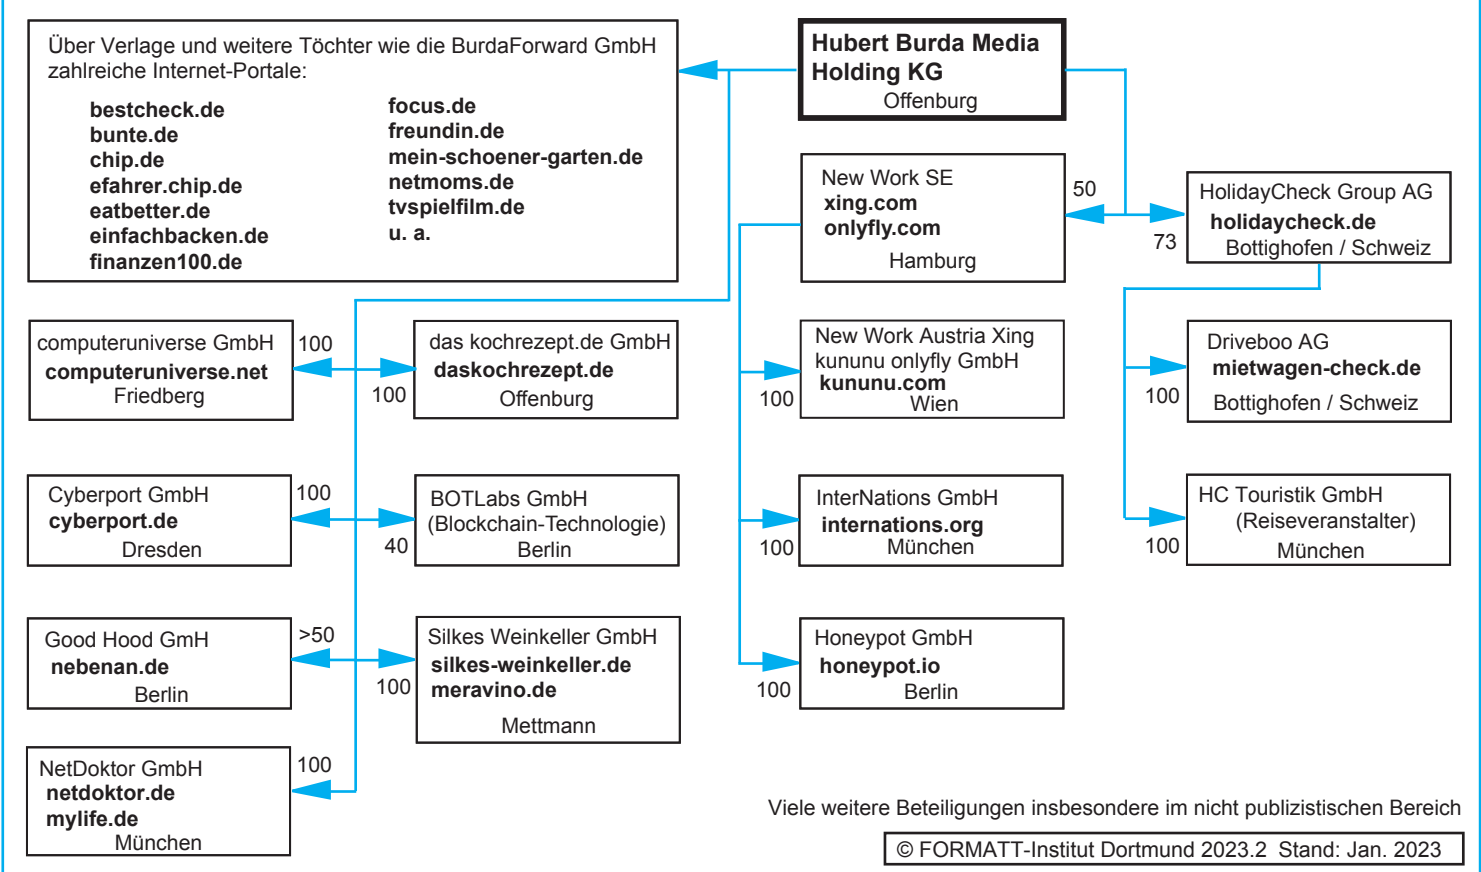 Über Verlage und weitere Töchter wie die BurdaForward GmbH
zahlreiche Internet-Portale:
bestcheck.de
bunte.de
chip.de
efahrer.chip.de
eatbetter.de
einfachbacken.de
finanzen100.de
focus.de
freundin.de
mein-schoener-garten.de
netmoms.de
tvspielfilm.de
u. a.
Hubert Burda Media
Holding KG
Offenburg
New Work SE
xing.com
onlyfly.com
Hamburg
50
73
HolidayCheck Group AG
holidaycheck.de
Bottighofen / Schweiz
computeruniverse GmbH
computeruniverse.net
Friedberg
100
100
das kochrezept.de GmbH
daskochrezept.de
Offenburg
100
New Work Austria Xing
kununu onlyfly GmbH
kununu.com
Wien
100
Driveboo AG
mietwagen-check.de
Bottighofen / Schweiz
Cyberport GmbH
cyberport.de
Dresden
100
40
BOTLabs GmbH
(Blockchain-Technologie)
Berlin
100
InterNations GmbH
internations.org
München
100
HC Touristik GmbH
(Reiseveranstalter)
München
Good Hood GmH
nebenan.de
Berlin
>50
100
Silkes Weinkeller GmbH
silkes-weinkeller.de
meravino.de
Mettmann
100
Honeypot GmbH
honeypot.io
Berlin
NetDoktor GmbH
netdoktor.de
mylife.de
München
100
Viele weitere Beteiligungen insbesondere im nicht publizistischen Bereich
© FORMATT-Institut Dortmund 2023.2 Stand: Jan. 2023